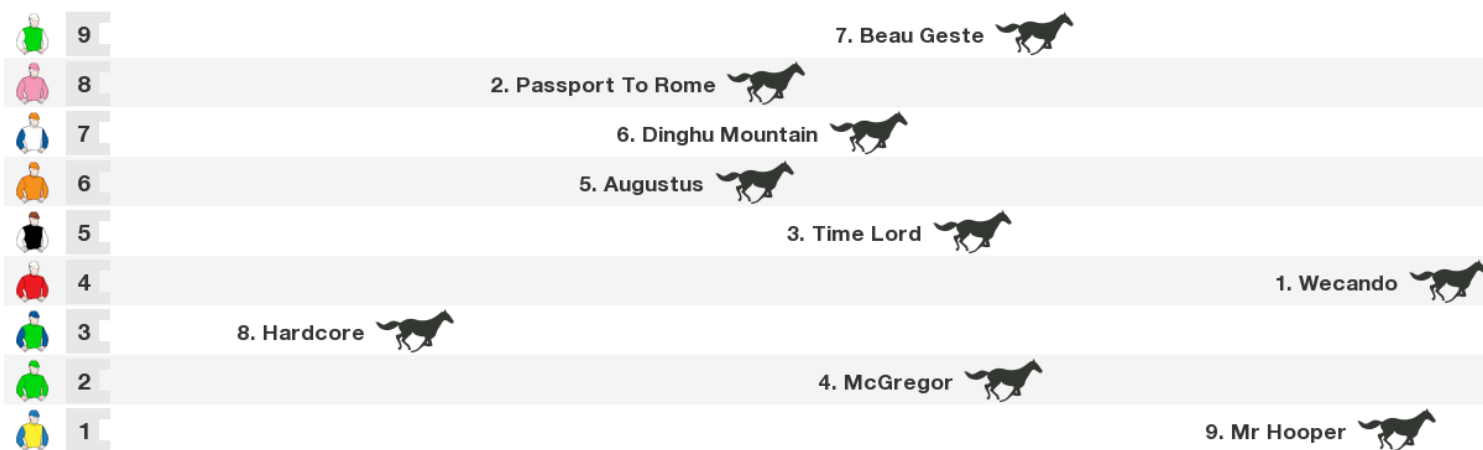 9 7. Beau Geste
8 2. Passport To Rome
7 6. Dinghu Mountain
6 5. Augustus
5 3. Time Lord
4 1. Wecando
3 8. Hardcore
2 4. McGregor
1 9. Mr Hooper